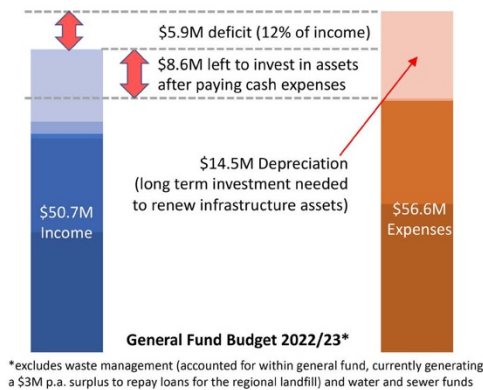 $5.9M deficit (12% of income)
$8.6M left to invest in assets
after paying cash expenses
$14.5M Depreciation
(long term investment needed
to renew infrastructure assets)
$50.7M
Income
$56.6M
Expenses
General Fund Budget 2022/23*
*excludes waste management (accounted for within general fund, currently generating
a $3M p.a. surplus to repay loans for the regional landfill) and water and sewer funds